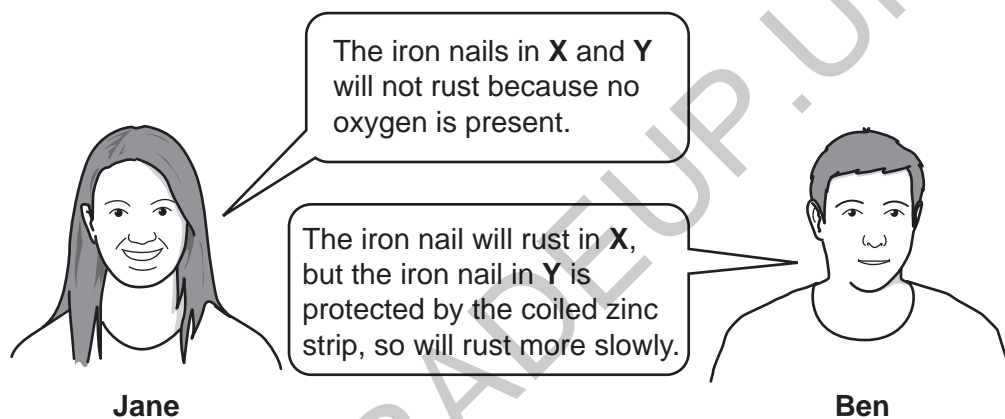 The iron nails in X and Y
will not rust because no
oxygen is present.
The iron nail will rust in X,
but the iron nail in Y is
protected by the coiled zinc
strip, so will rust more slowly.
Jane
Ben